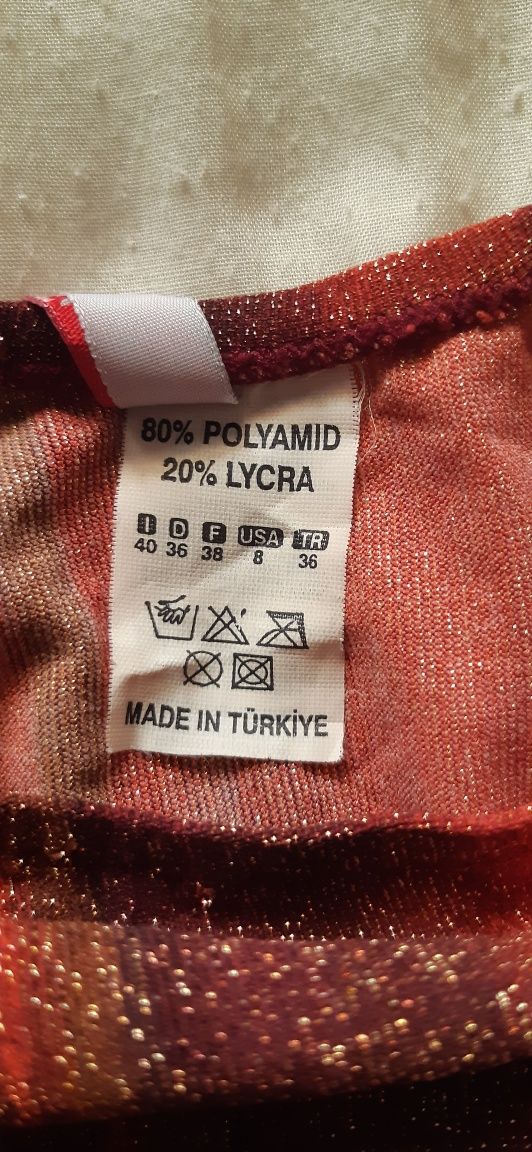 80% POLYAMID
20% LYCRA
I D F USA TR
40 36 38 8 36
MADE IN TÜRKİYE